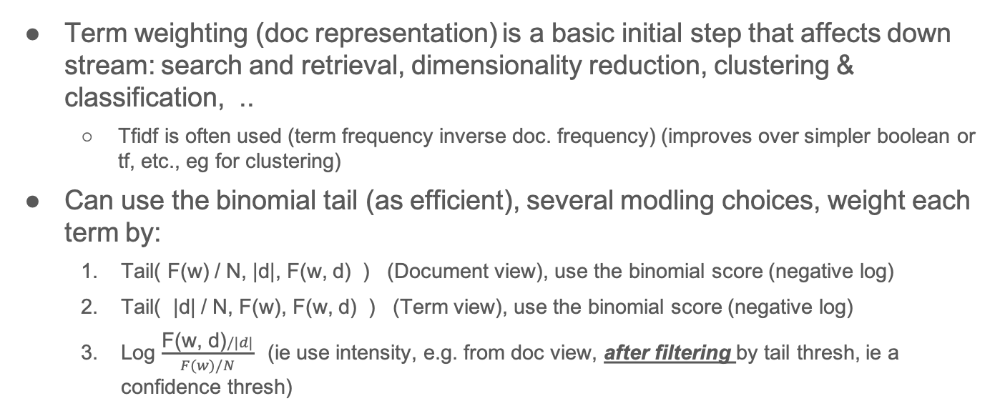 ● Term weighting (doc representation) is a basic initial step that affects down
stream: search and retrieval, dimensionality reduction, clustering &
classification, ..
○ Tfidf is often used (term frequency inverse doc. frequency) (improves over simpler boolean or
tf, etc., eg for clustering)
● Can use the binomial tail (as efficient), several modling choices, weight each
term by:
1. Tail( F(w) / N, |d|, F(w, d) ) (Document view), use the binomial score (negative log)
2. Tail( |d| / N, F(w), F(w, d) ) (Term view), use the binomial score (negative log)
3. Log \frac{F(w, d)/|d|}{F(w)/N} (ie use intensity, e.g. from doc view, after filtering by tail thresh, ie a
confidence thresh)